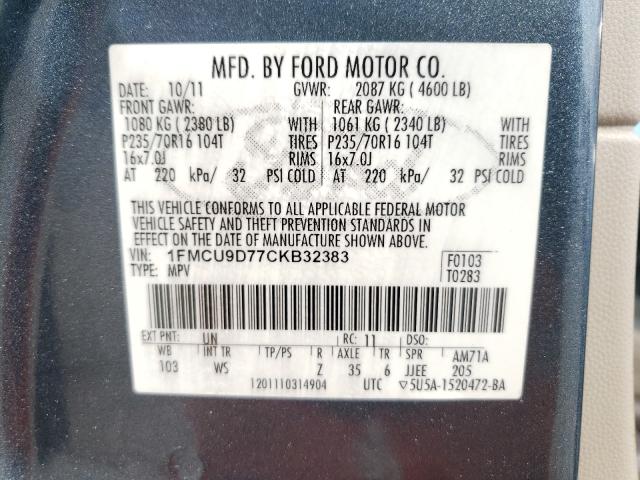 MFD. BY FORD MOTOR CO.
DATE: 10/11 GVWR: 2087 KG ( 4600 LB)
FRONT GAWR: REAR GAWR:
1080 KG ( 2380 LB) WITH 1061 KG ( 2340 LB) WITH
P235/70R16 104T TIRES P235/70R16 104T TIRES
16x7.0J RIMS 16x7.0J RIMS
AT 220 kPa/ 32 PSI COLD AT 220 kPa/ 32 PSI COLD
THIS VEHICLE CONFORMS TO ALL APPLICABLE FEDERAL MOTOR
VEHICLE SAFETY AND THEFT PREVENTION STANDARDS IN
EFFECT ON THE DATE OF MANUFACTURE SHOWN ABOVE.
VIN: 1FMCU9D77CKB32383 F0103
TYPE: MPV T0283
EXT PNT: UN RC: 11 DSO:
WB INT TR TP/PS R AXLE TR SPR AM71A
103 WS Z 35 6 JJEE 205
1201110314904 UTC ▽5U5A-1520472-BA